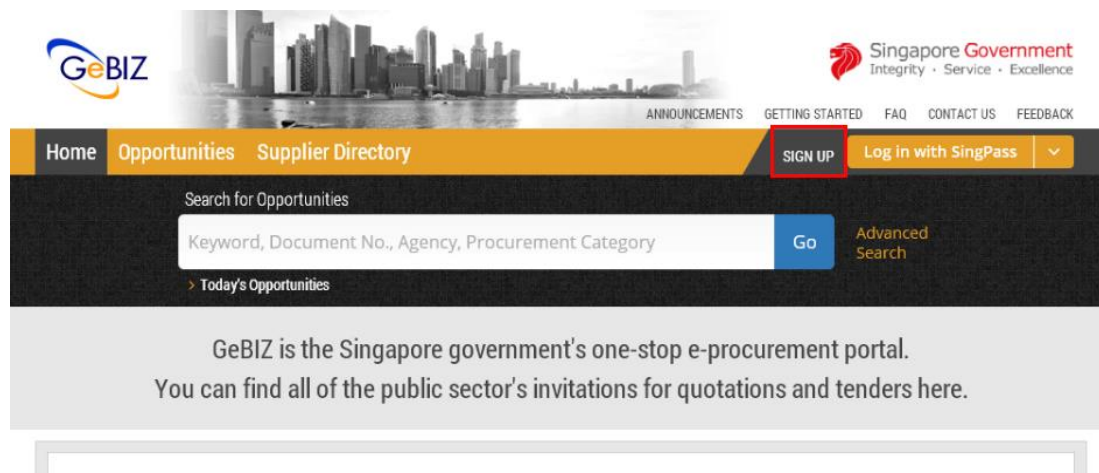 GeBIZ
Singapore Government
Integrity · Service · Excellence
ANNOUNCEMENTS GETTING STARTED FAQ CONTACT US FEEDBACK
Home Opportunities Supplier Directory SIGN UP Log in with SingPass
Search for Opportunities
Keyword, Document No., Agency, Procurement Category Go Advanced
Search
> Today's Opportunities
GeBIZ is the Singapore government's one-stop e-procurement portal.
You can find all of the public sector's invitations for quotations and tenders here.